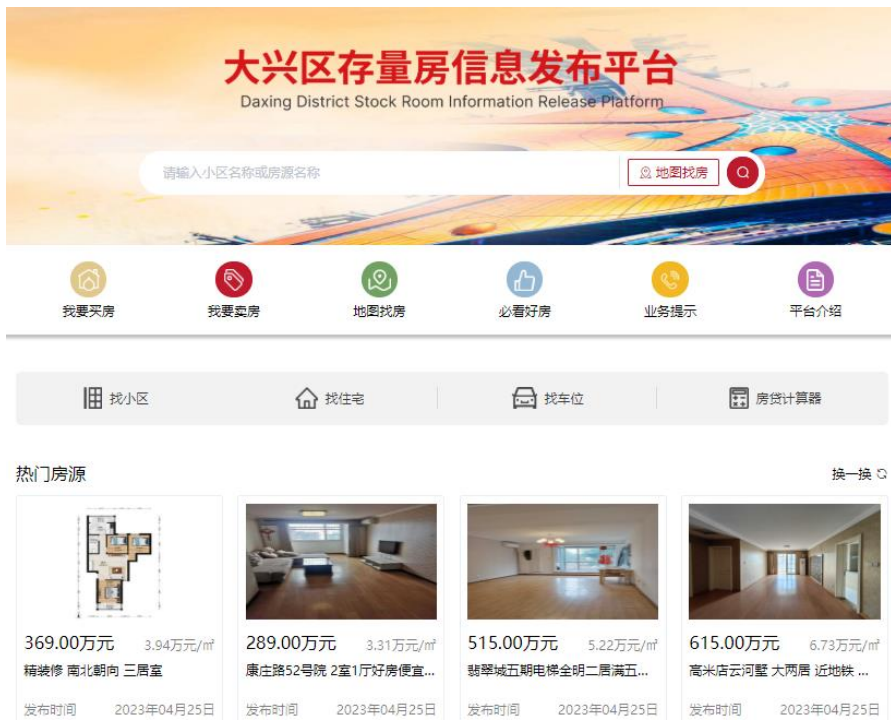 大兴区存量房信息发布平台
Daxing District Stock Room Information Release Platform
请输入小区名称或房源名称
地图找房
我要买房 我要卖房 地图找房 必看好房 业务提示 平台介绍
找小区 找住宅 找车位 房贷计算器
热门房源 换一换
369.00万元 3.94万元/㎡ 289.00万元 3.31万元/㎡ 515.00万元 5.22万元/㎡ 615.00万元 6.73万元/㎡
精装修 南北朝向 三居室 康庄路52号院 2室1厅好房便宜... 翡翠城五期电梯全明二居满五... 高米店云河墅 大两居 近地铁 ...
发布时间 2023年04月25日 发布时间 2023年04月25日 发布时间 2023年04月25日 发布时间 2023年04月25日